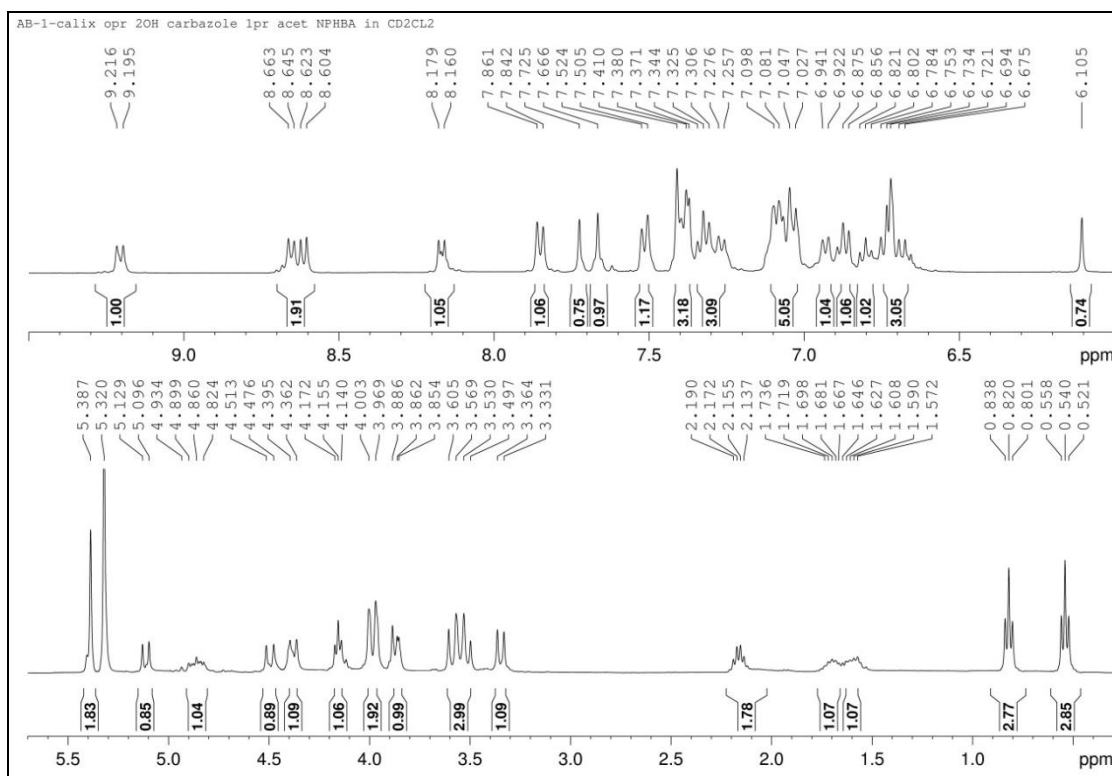 AB-1-calix opr 2OH carbazole 1pr acet NPHBA in CD2CL2
9.216 9.195 8.663 8.645 8.623 8.604 8.179 8.160 7.861 7.842 7.725 7.666 7.524 7.505 7.410 7.380 7.371 7.344 7.325 7.306 7.276 7.257 7.098 7.081 7.047 7.027 6.941 6.922 6.875 6.856 6.821 6.802 6.784 6.753 6.734 6.721 6.694 6.675 6.105
1.00 1.91 1.05 1.06 0.75 0.97 1.17 3.18 3.09 5.05 1.04 1.06 1.02 3.05 0.74
9.0 8.5 8.0 7.5 7.0 6.5 ppm
5.387 5.320 5.129 5.096 4.934 4.899 4.860 4.824 4.513 4.476 4.395 4.362 4.172 4.155 4.140 4.003 3.969 3.886 3.862 3.854 3.605 3.569 3.530 3.497 3.364 3.331 2.190 2.172 2.155 2.137 1.736 1.719 1.698 1.681 1.667 1.646 1.627 1.608 1.590 1.572 0.838 0.820 0.801 0.558 0.540 0.521
1.83 0.85 1.04 0.89 1.09 1.06 1.92 0.99 2.99 1.09 1.78 1.07 1.07 2.77 2.85
5.5 5.0 4.5 4.0 3.5 3.0 2.5 2.0 1.5 1.0 ppm